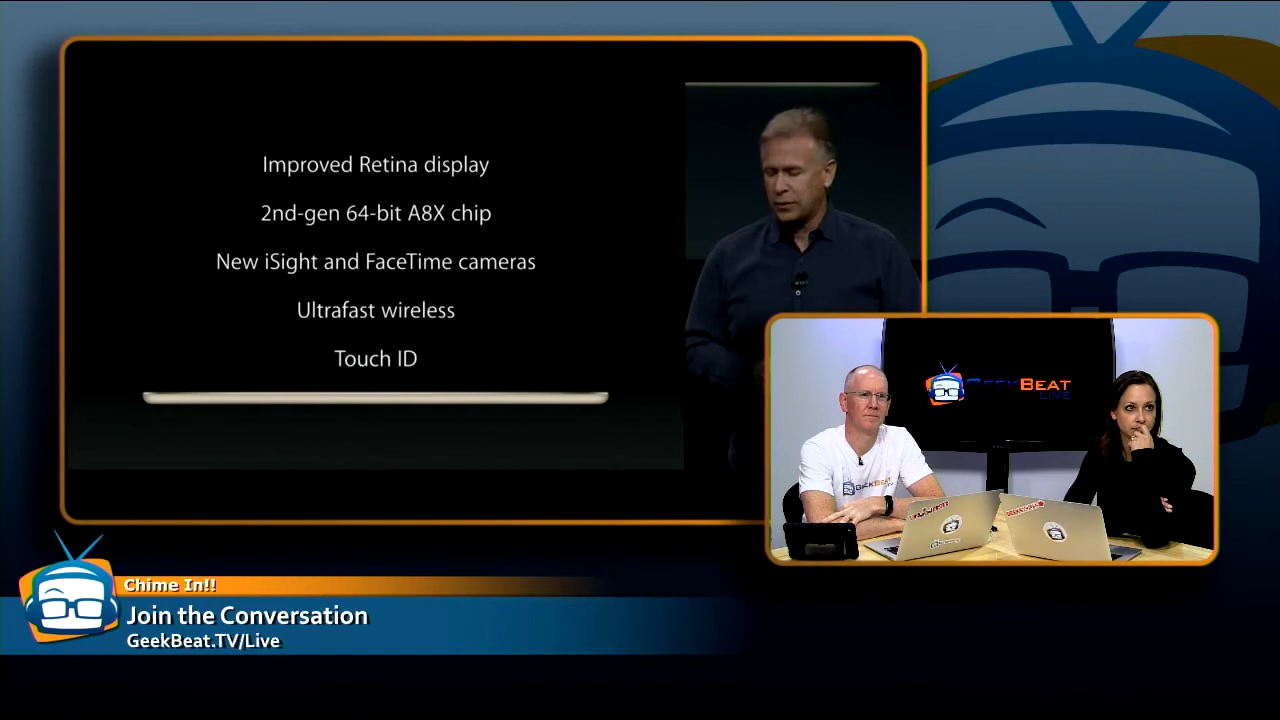 Improved Retina display
2nd-gen 64-bit A8X chip
New iSight and FaceTime cameras
Ultrafast wireless
Touch ID
GEEKBEAT
LIVE
GEEKBEAT
Chime In!!
Join the Conversation
GeekBeat.TV/Live